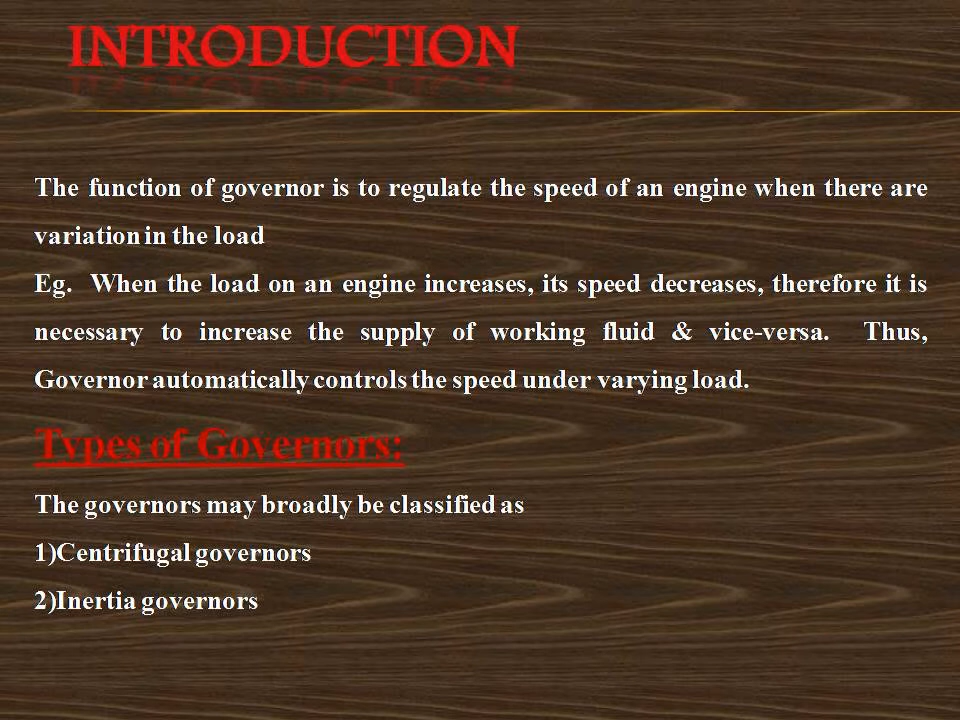 INTRODUCTION
The function of governor is to regulate the speed of an engine when there are
variation in the load
Eg. When the load on an engine increases, its speed decreases, therefore it is
necessary to increase the supply of working fluid & vice-versa. Thus,
Governor automatically controls the speed under varying load.
Types of Governors:
The governors may broadly be classified as
1)Centrifugal governors
2)Inertia governors